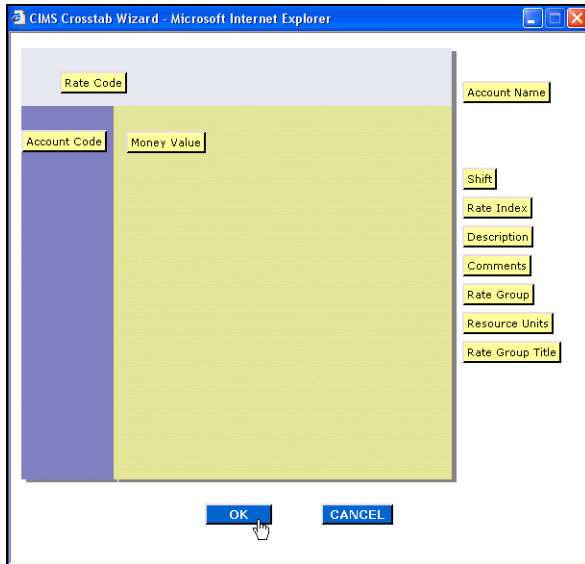 CIMS Crosstab Wizard - Microsoft Internet Explorer
Rate Code
Account Name
Account Code
Money Value
Shift
Rate Index
Description
Comments
Rate Group
Resource Units
Rate Group Title
OK
CANCEL